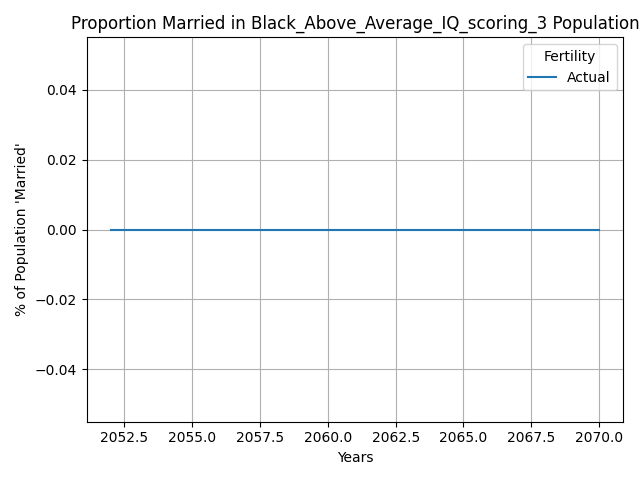 Proportion Married in Black_Above_Average_IQ_scoring_3 Population
Fertility
Actual
0.04
0.02
0.00
−0.02
−0.04
% of Population 'Married'
2052.5 2055.0 2057.5 2060.0 2062.5 2065.0 2067.5 2070.0
Years